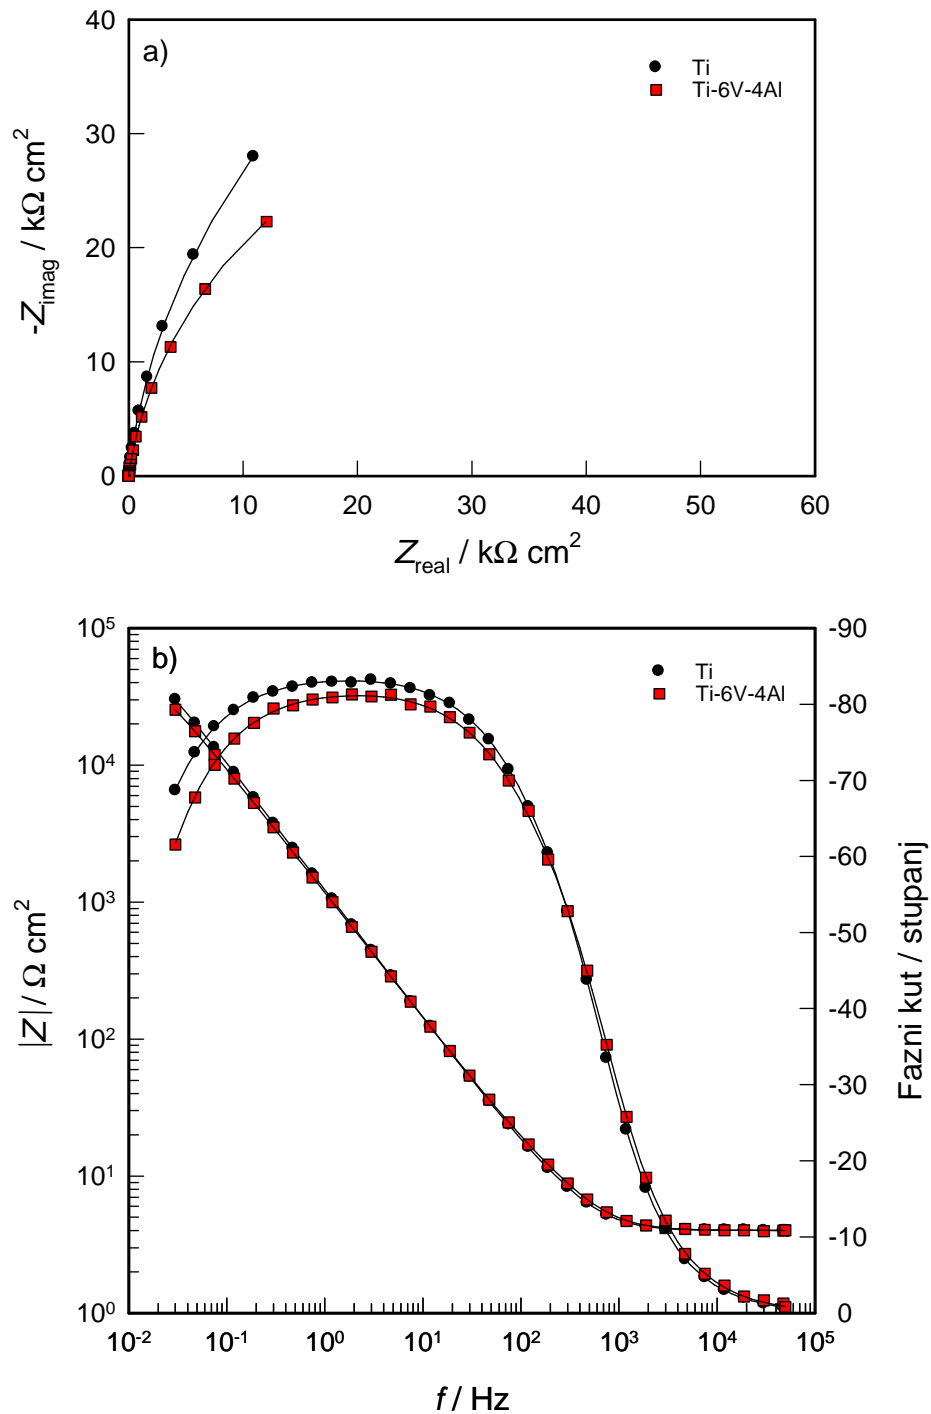 40
a)
Ti
Ti-6V-4Al
30
20
10
0
-Zimag / kΩ cm²
0 10 20 30 40 50 60
Zreal / kΩ cm²
10⁵
b)
Ti
Ti-6V-4Al
10⁴
10³
10²
10¹
10⁰
|Z| / Ω cm²
-90
-80
-70
-60
-50
-40
-30
-20
-10
0
Fazni kut / stupanj
10⁻² 10⁻¹ 10⁰ 10¹ 10² 10³ 10⁴ 10⁵
f / Hz